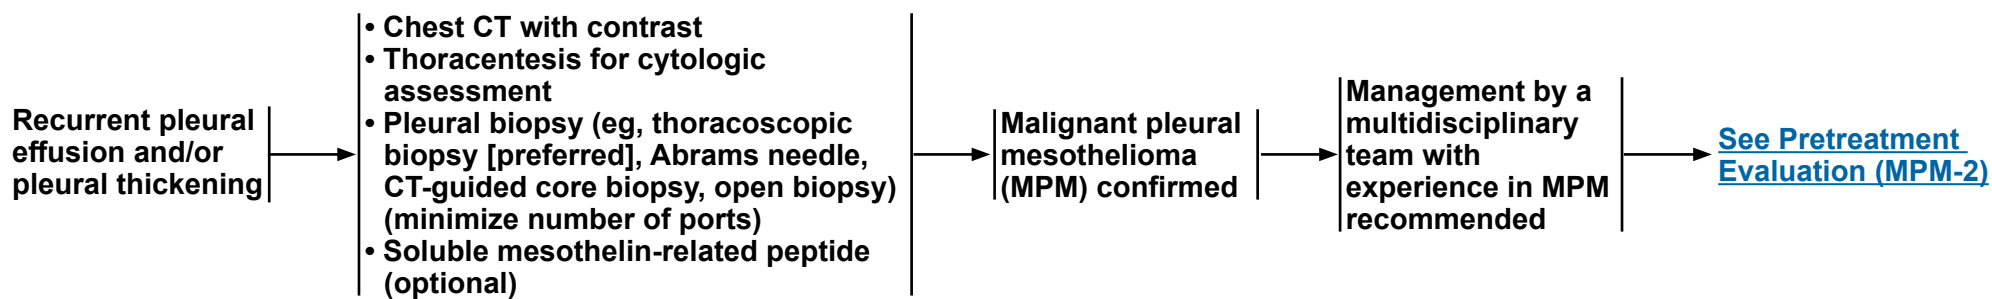 Recurrent pleural
effusion and/or
pleural thickening
• Chest CT with contrast
• Thoracentesis for cytologic
assessment
• Pleural biopsy (eg, thoracoscopic
biopsy [preferred], Abrams needle,
CT-guided core biopsy, open biopsy)
(minimize number of ports)
• Soluble mesothelin-related peptide
(optional)
Malignant pleural
mesothelioma
(MPM) confirmed
Management by a
multidisciplinary
team with
experience in MPM
recommended
See Pretreatment
Evaluation (MPM-2)